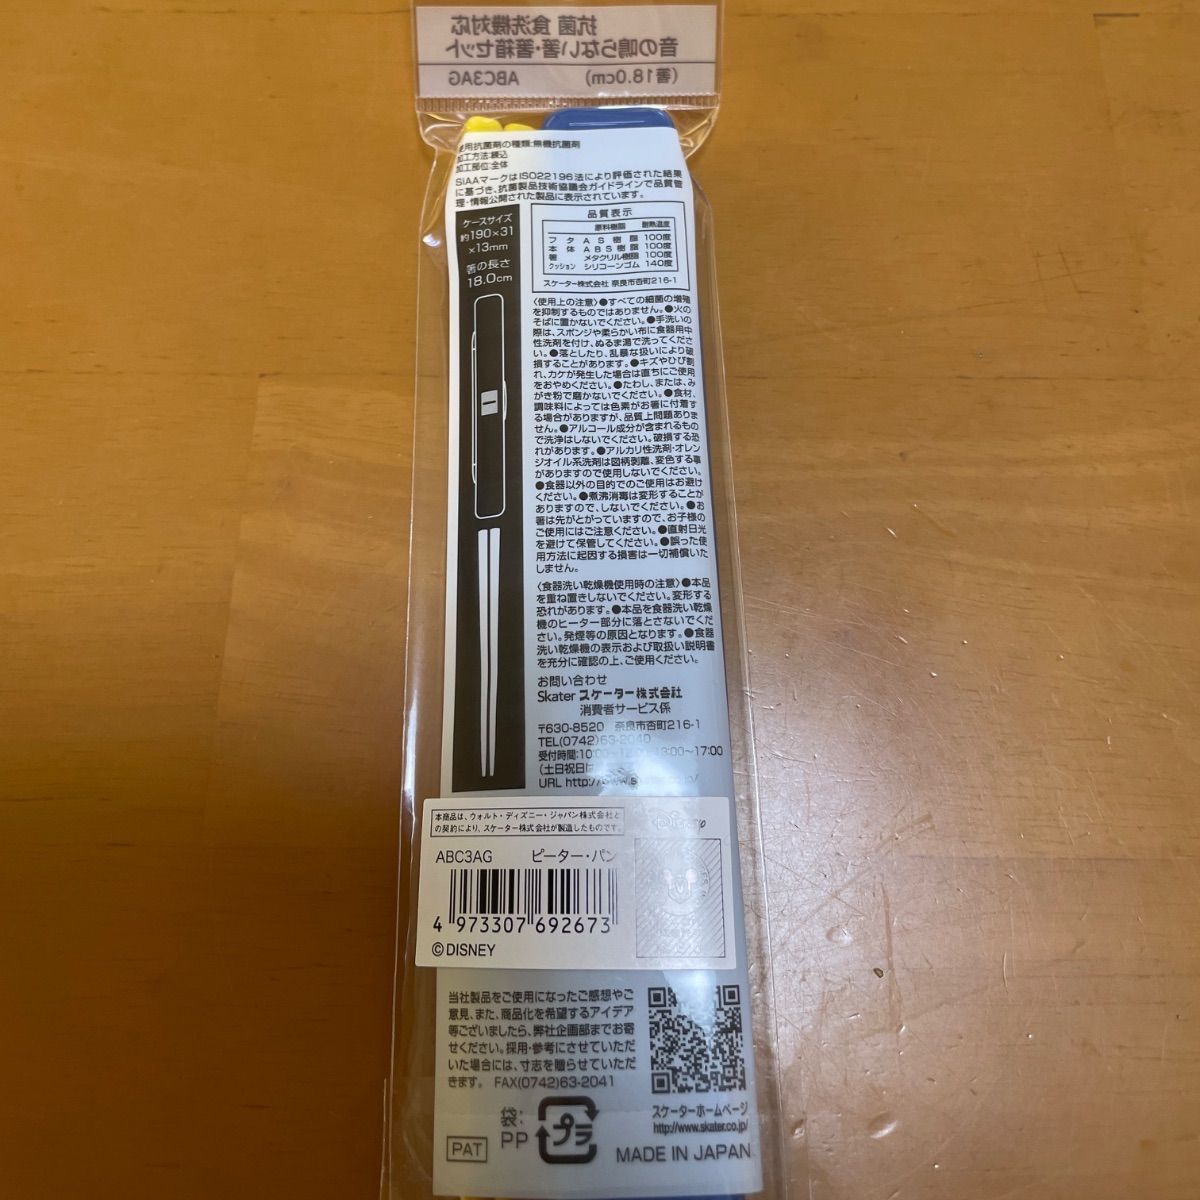 抗菌 食洗機対応
音の鳴らない箸・箸箱セット
(箸18.0cm) ABC3AG
使用抗菌剤の種類:無機抗菌剤
加工方法:練込
加工部位:全体
SIAAマークはISO22196法により評価された結果
に基づき、抗菌製品技術協議会ガイドラインで品質管
理・情報公開された製品に表示されています。
ケースサイズ
約190×31
×13mm
箸の長さ
18.0cm
品質表示
原料樹脂 耐熱温度
フタ AS樹脂 100度
本体 ABS樹脂 100度
箸 メタクリル樹脂 100度
クッション シリコーンゴム 140度
スケーター株式会社 奈良市杏町216-1
〈使用上の注意〉●すべての細菌の増殖
を抑制するものではありません。●火の
そばに置かないでください。●手洗いの
際は、スポンジや柔らかい布に食器用中
性洗剤を付け、ぬるま湯で洗ってくださ
い。●落としたり、乱暴な扱いにより破
損することがあります。●キズやひび割
れ、カケが発生した場合は直ちにご使用
をおやめください。●たわし、または、み
がき粉で磨かないでください。●食材、
調味料によっては色素がお箸に付着す
る場合がありますが、品質上問題ありま
せん。●アルコール成分が含まれるもの
で洗浄はしないでください。破損する恐
れがあります。●アルカリ性洗剤・オレン
ジオイル系洗剤は図柄剥離、変色する事
がありますので使用しないでください。
●食器以外の目的でのご使用はお避け
ください。●煮沸消毒は変形することが
ありますので、しないでください。●お
箸は先がとがっていますので、お子様の
ご使用にはご注意ください。●直射日光
を避けて保管してください。●誤った使
用方法に起因する損害は一切補償いた
しません。
〈食器洗い乾燥機使用時の注意〉●本品
を重ね置きしないでください。変形する
恐れがあります。●本品を食器洗い乾燥
機のヒーター部分に落とさないでくだ
さい。発煙等の原因となります。●食器
洗い乾燥機の表示および取扱い説明書
を充分に確認の上、ご使用ください。
お問い合わせ
Skater スケーター株式会社
消費者サービス係
〒630-8520 奈良市杏町216-1
TEL(0742)63-2040
受付時間:10:00~12:00 13:00~17:00
(土日祝日は
URL http://www.skater.co.jp/
本商品は、ウォルト・ディズニー・ジャパン株式会社と
の契約により、スケーター株式会社が製造したものです。
Disney
ABC3AG ピーター・パン
4 973307 692673
©DISNEY
当社製品をご使用になったご感想やご
意見、また、商品化を希望するアイデア
等ございましたら、弊社企画部までお寄
せください。採用・参考にさせていただ
いた場合には、寸志を贈らせていただ
きます。 FAX(0742)63-2041
スケーターホームページ
http://www.skater.co.jp/
袋:
PP
プラ
PAT
MADE IN JAPAN